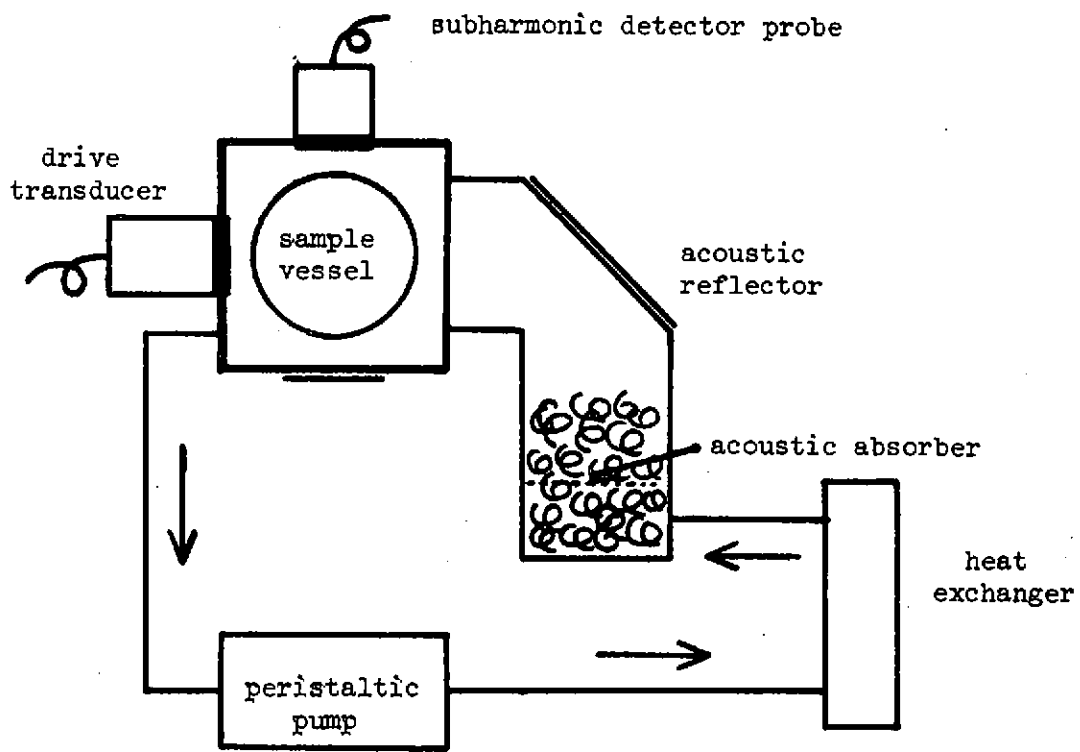 subharmonic detector probe
drive
transducer
sample
vessel
acoustic
reflector
acoustic absorber
heat
exchanger
peristaltic
pump